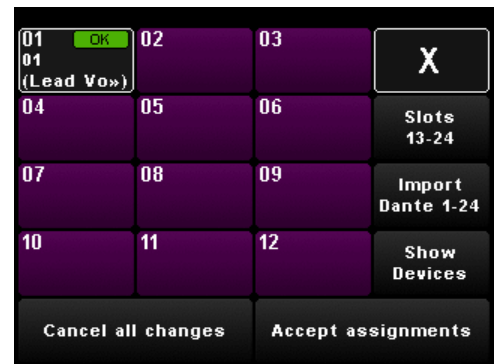 01 OK 02 03 X
01
(Lead Vo»)
04 05 06 Slots
13-24
07 08 09 Import
Dante 1-24
10 11 12 Show
Devices
Cancel all changes Accept assignments